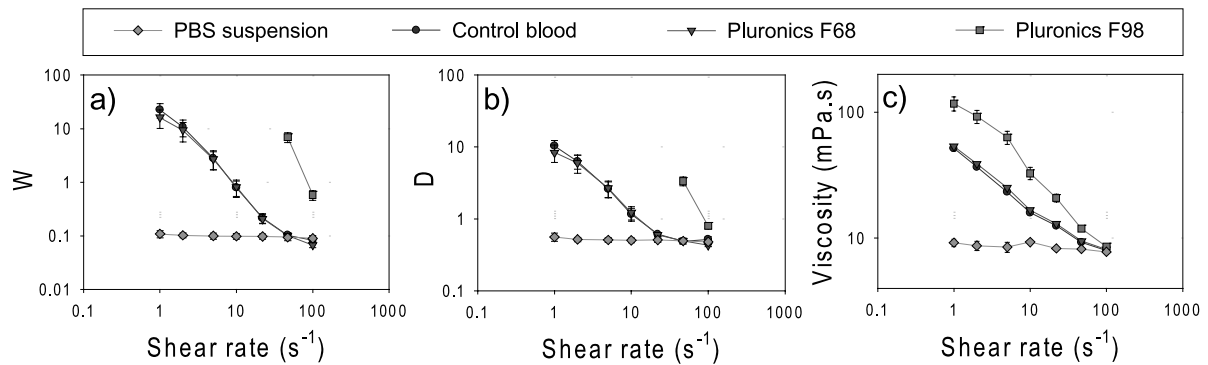 PBS suspension Control blood Pluronics F68 Pluronics F98
a)
100
10
1
0.1
0.01
W
0.1 1 10 100 1000
Shear rate (s⁻¹)
b)
100
10
1
0.1
D
0.1 1 10 100 1000
Shear rate (s⁻¹)
c)
100
10
Viscosity (mPa.s)
0.1 1 10 100 1000
Shear rate (s⁻¹)